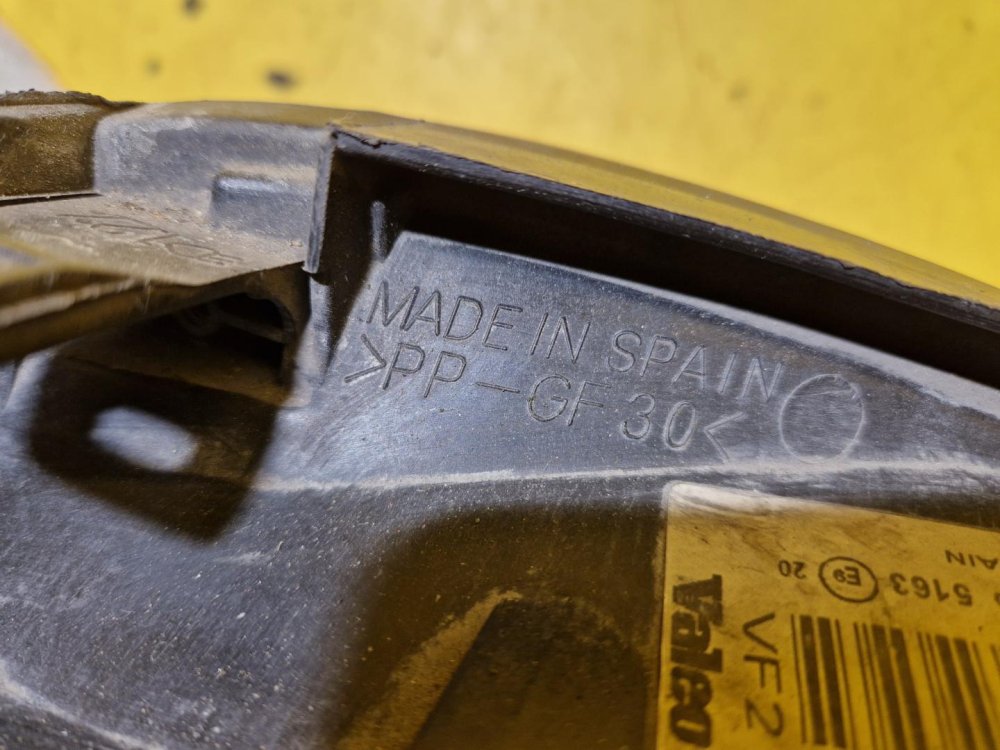 MADE IN SPAIN
>PP-GF 30<
AIN
5163 E9 20
Valeo
VF2